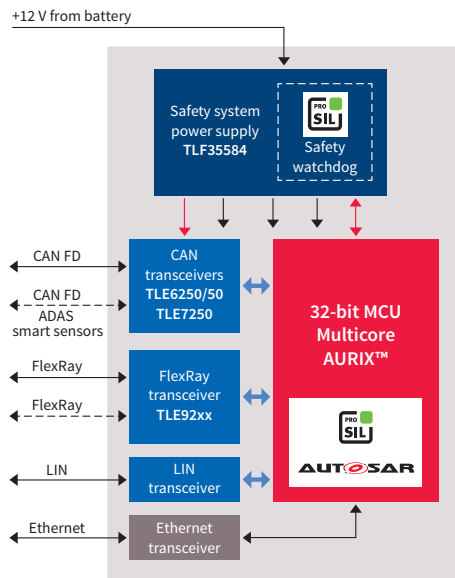 +12 V from battery
Safety system
power supply
TLF35584
PRO
SIL
Safety
watchdog
CAN FD
CAN FD
ADAS
smart sensors
CAN
transceivers
TLE6250/50
TLE7250
32-bit MCU
Multicore
AURIX™
FlexRay
FlexRay
FlexRay
transceiver
TLE92xx
PRO
SIL
AUTOSAR
LIN
LIN
transceiver
Ethernet
Ethernet
transceiver